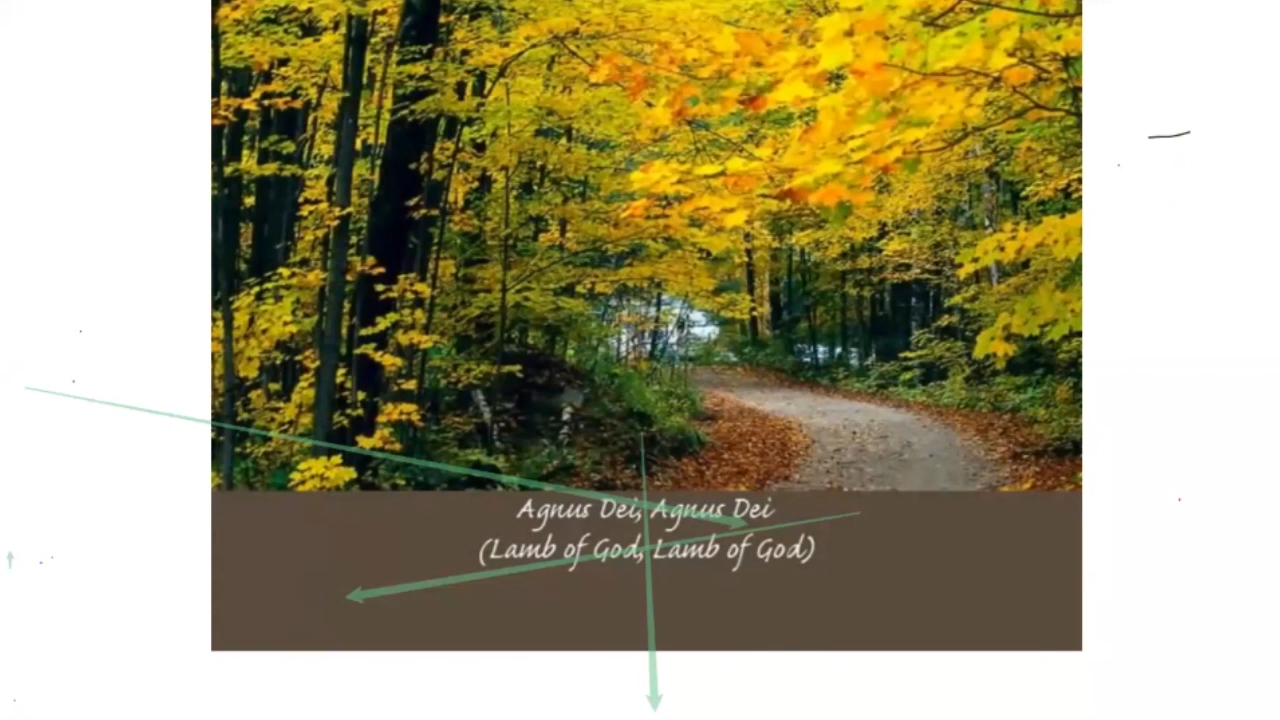 Agnus Dei, Agnus Dei
(Lamb of God, Lamb of God)